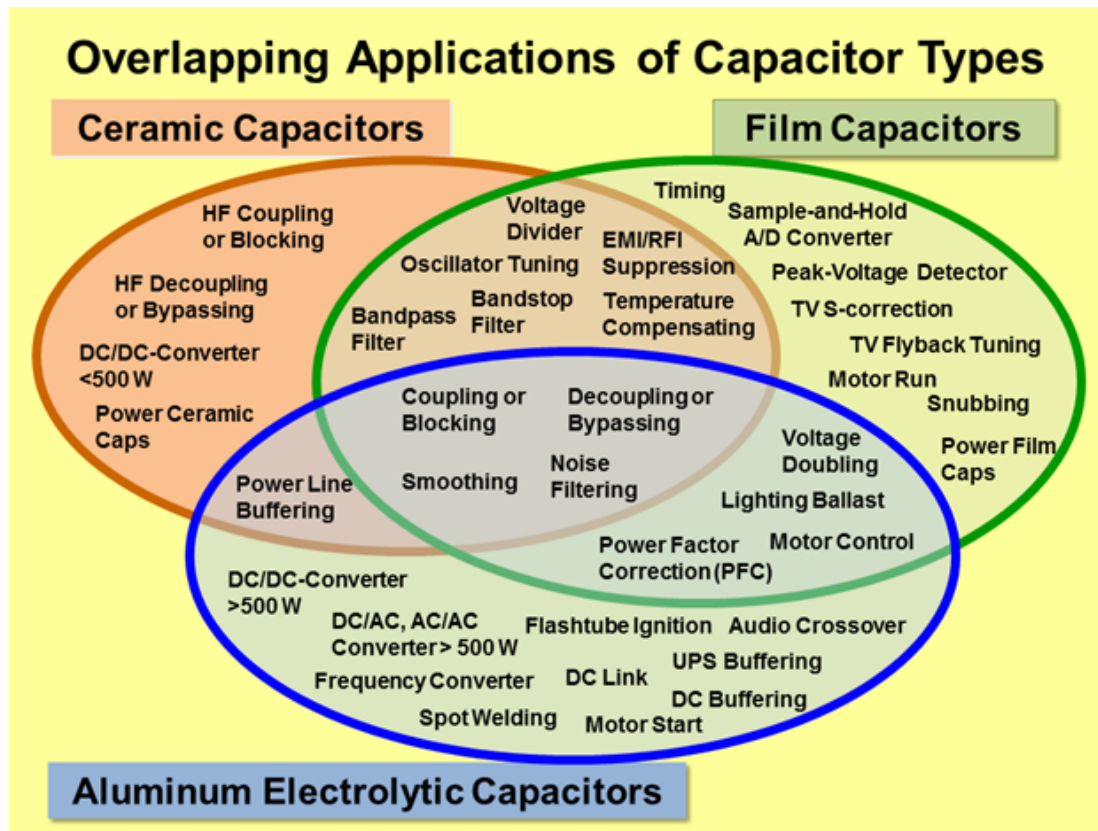 Overlapping Applications of Capacitor Types
Ceramic Capacitors
Film Capacitors
HF Coupling
or Blocking
HF Decoupling
or Bypassing
DC/DC-Converter
<500 W
Power Ceramic
Caps
Voltage
Divider
EMI/RFI
Suppression
Oscillator Tuning
Bandstop
Filter
Temperature
Compensating
Bandpass
Filter
Timing
Sample-and-Hold
A/D Converter
Peak-Voltage Detector
TV S-correction
TV Flyback Tuning
Motor Run
Snubbing
Power Film
Caps
Coupling or
Blocking
Decoupling or
Bypassing
Smoothing
Noise
Filtering
Power Line
Buffering
Voltage
Doubling
Lighting Ballast
Motor Control
Power Factor
Correction (PFC)
DC/DC-Converter
>500 W
DC/AC, AC/AC
Converter > 500 W
Flashtube Ignition
Audio Crossover
Frequency Converter
DC Link
UPS Buffering
DC Buffering
Spot Welding
Motor Start
Aluminum Electrolytic Capacitors